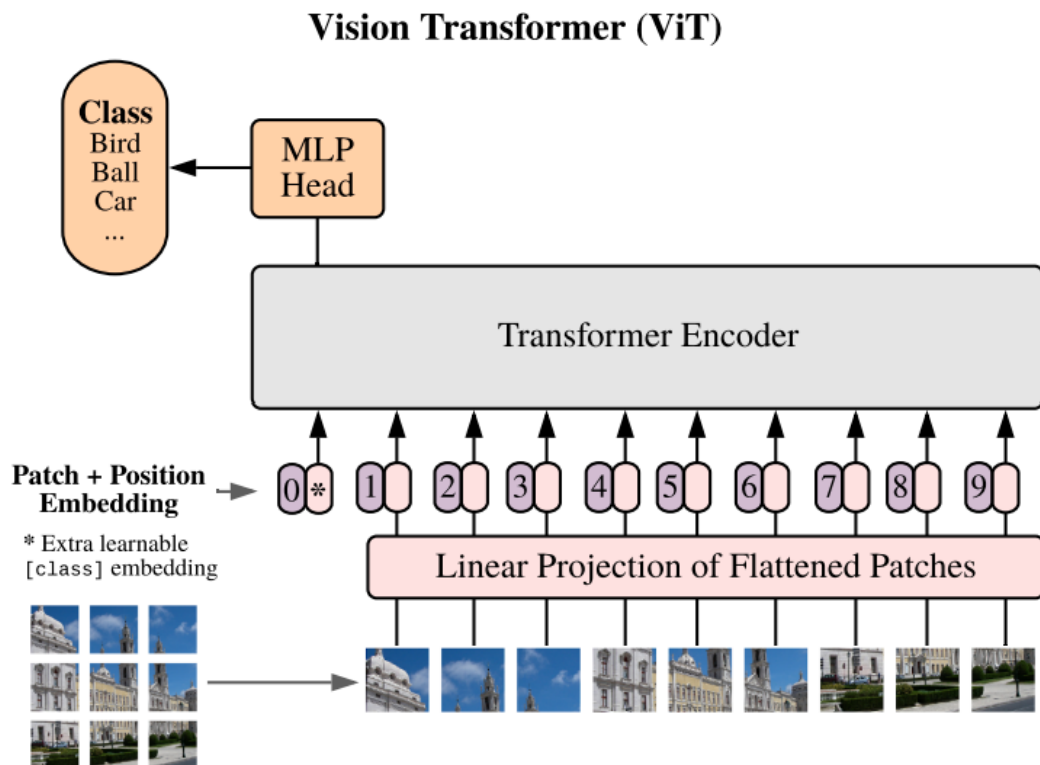 Vision Transformer (ViT)
Class
Bird
Ball
Car
...
MLP
Head
Transformer Encoder
Patch + Position
Embedding
0 * 1 2 3 4 5 6 7 8 9
* Extra learnable
[class] embedding
Linear Projection of Flattened Patches